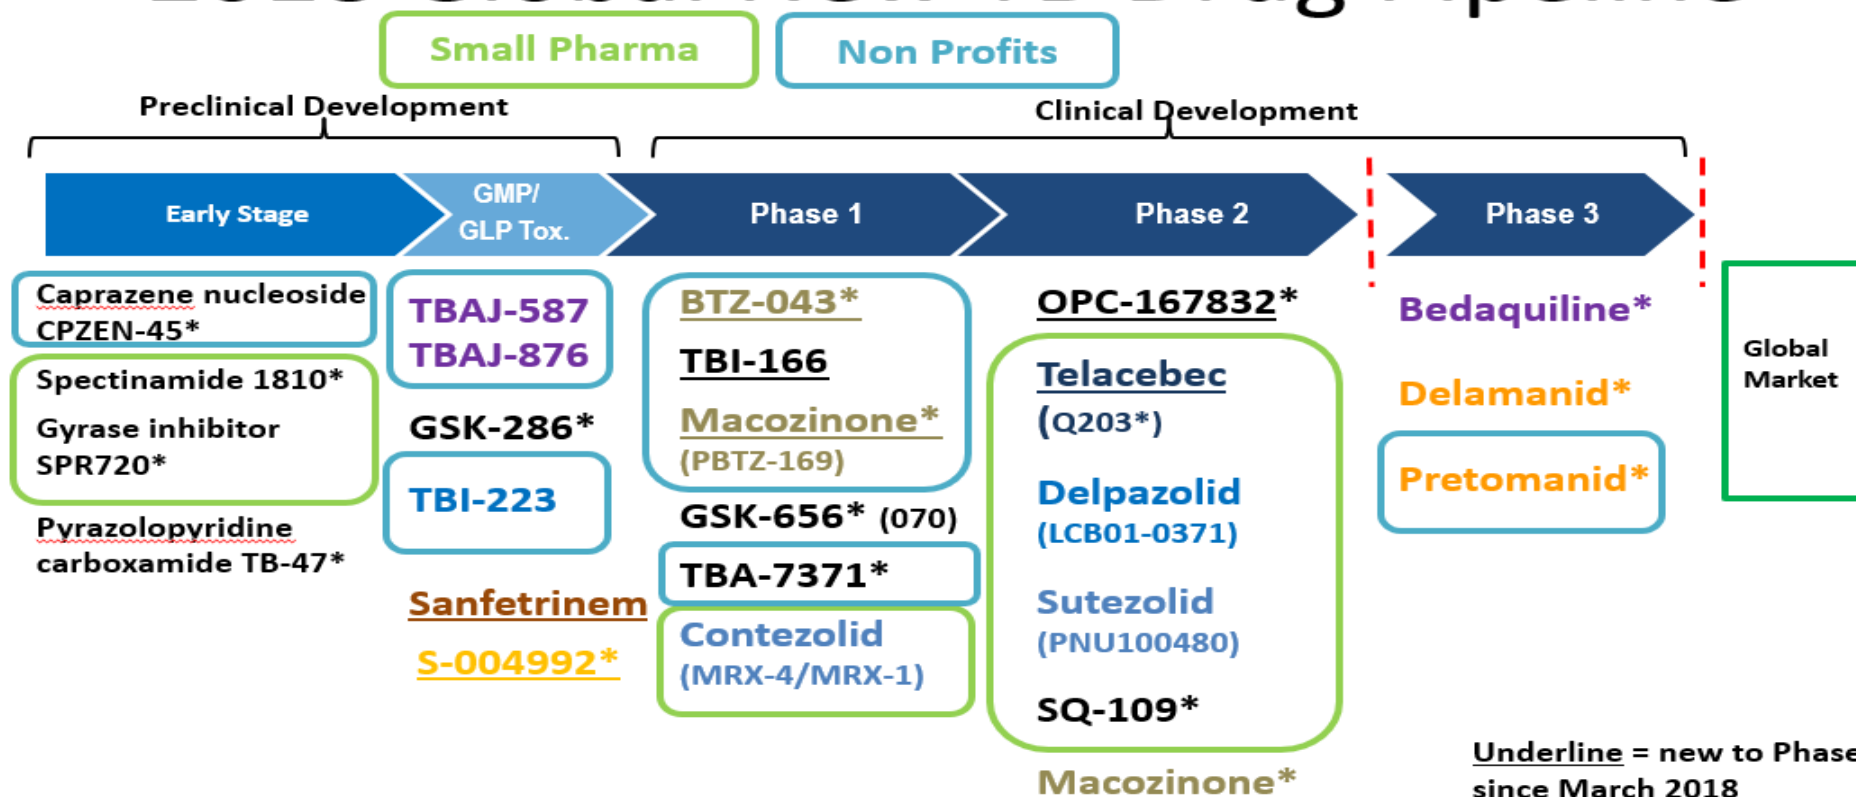 Small Pharma
Non Profits
Preclinical Development
Clinical Development
Early Stage
GMP/
GLP Tox.
Phase 1
Phase 2
Phase 3
Caprazene nucleoside
CPZEN-45*
Spectinamide 1810*
Gyrase inhibitor
SPR720*
Pyrazolopyridine
carboxamide TB-47*
TBAJ-587
TBAJ-876
GSK-286*
TBI-223
Sanfetrinem
S-004992*
BTZ-043*
TBI-166
Macozinone*
(PBTZ-169)
GSK-656* (070)
TBA-7371*
Contezolid
(MRX-4/MRX-1)
OPC-167832*
Telacebec
(Q203*)
Delpazolid
(LCB01-0371)
Sutezolid
(PNU100480)
SQ-109*
Macozinone*
Bedaquiline*
Delamanid*
Pretomanid*
Global
Market
Underline = new to Phase
since March 2018